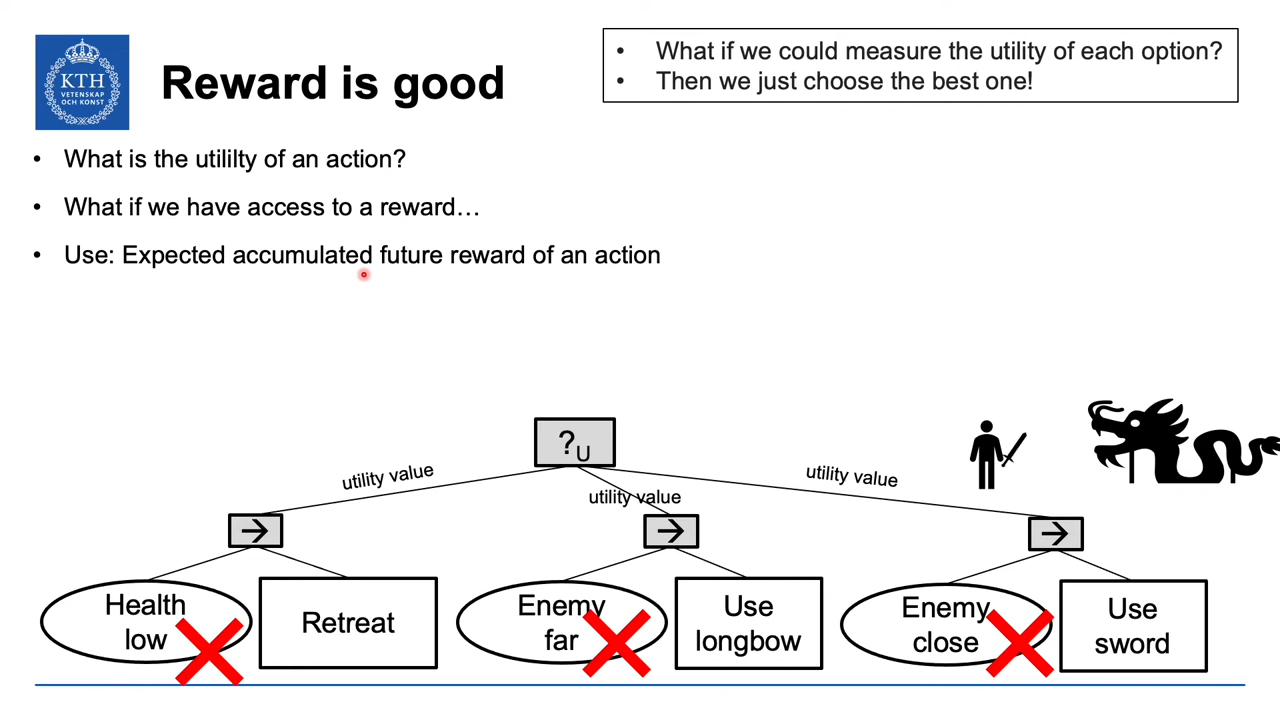 KTH
VETENSKAP
OCH KONST
Reward is good
• What if we could measure the utility of each option?
• Then we just choose the best one!
• What is the utililty of an action?
• What if we have access to a reward…
• Use: Expected accumulated future reward of an action
?U
utility value
utility value
utility value
→
→
→
Health
low
Retreat
Enemy
far
Use
longbow
Enemy
close
Use
sword